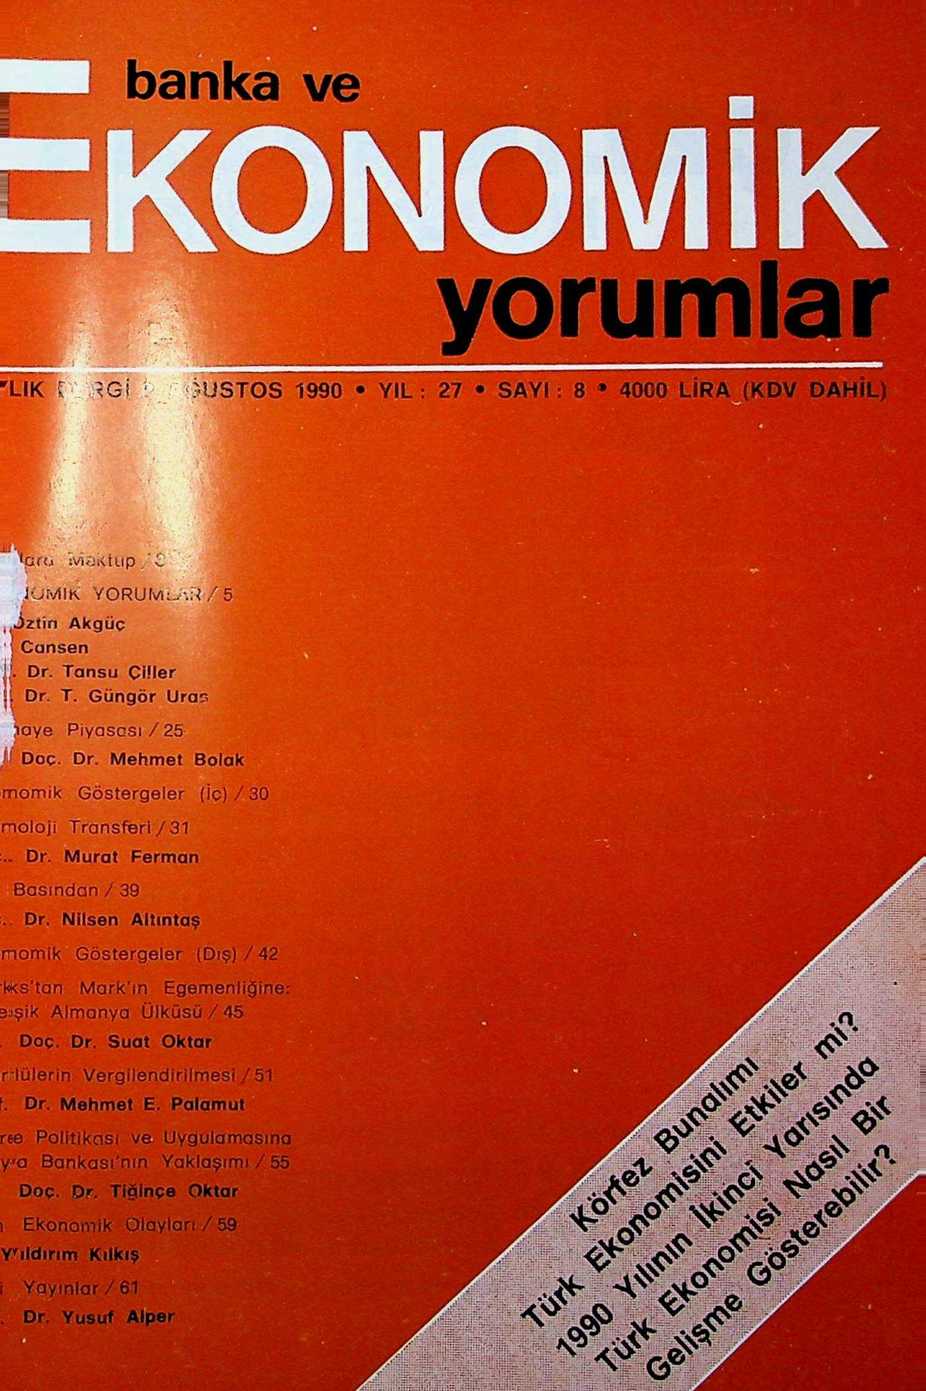 banka ve
EKONOMİK
yorumlar
LIK DERGİ • AĞUSTOS 1990 • YIL : 27 • SAYI : 8 • 4000 LİRA (KDV DAHİL)
Mektup /
YORUMLAR / 5
Öztin Akgüç
Cansen
. Dr. Tansu Çiller
. Dr. T. Güngör Uras
Piyasası / 25
Doç. Dr. Mehmet Bolak
Göstergeler (İç) / 30
Transferi / 31
Dr. Murat Ferman
Basından / 39
Dr. Nilsen Altıntaş
Göstergeler (Dış) / 42
Mark'ın Egemenliğine:
Almanya Ülküsü / 45
. Doç. Dr. Suat Oktar
Vergilendirilmesi / 51
. Dr. Mehmet E. Palamut
Politikası ve Uygulamasına
Bankası'nın Yaklaşımı / 55
Doç. Dr. Tiğinçe Oktar
Ekonomik Olayları / 59
Yıldırım Kılkış
Yayınlar / 61
. Dr. Yusuf Alper
Körfez Bunalımı
Türk Ekonomisini Etkiler mi?
1990 Yılının İkinci Yarısında
Türk Ekonomisi Nasıl Bir
Gelişme Gösterebilir?